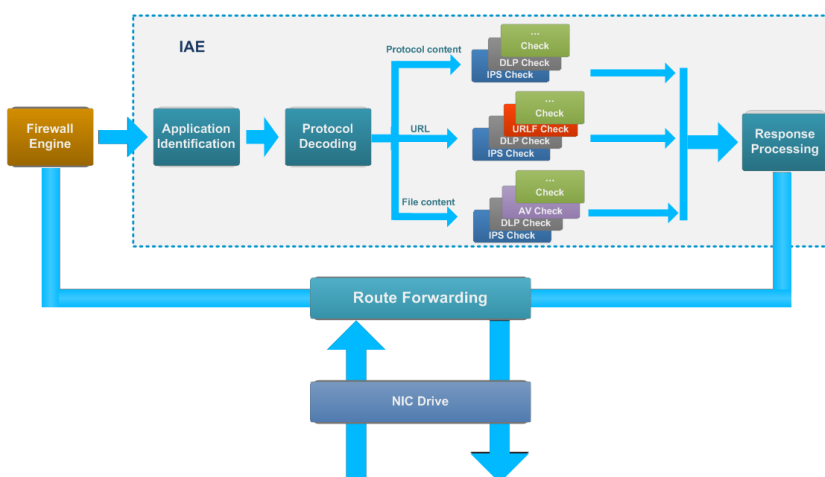 IAE
Protocol content
...
Check
DLP Check
IPS Check
Firewall
Engine
Application
Identification
Protocol
Decoding
URL
...
Check
URLF Check
DLP Check
IPS Check
Response
Processing
File content
...
Check
AV Check
DLP Check
IPS Check
Route Forwarding
NIC Drive